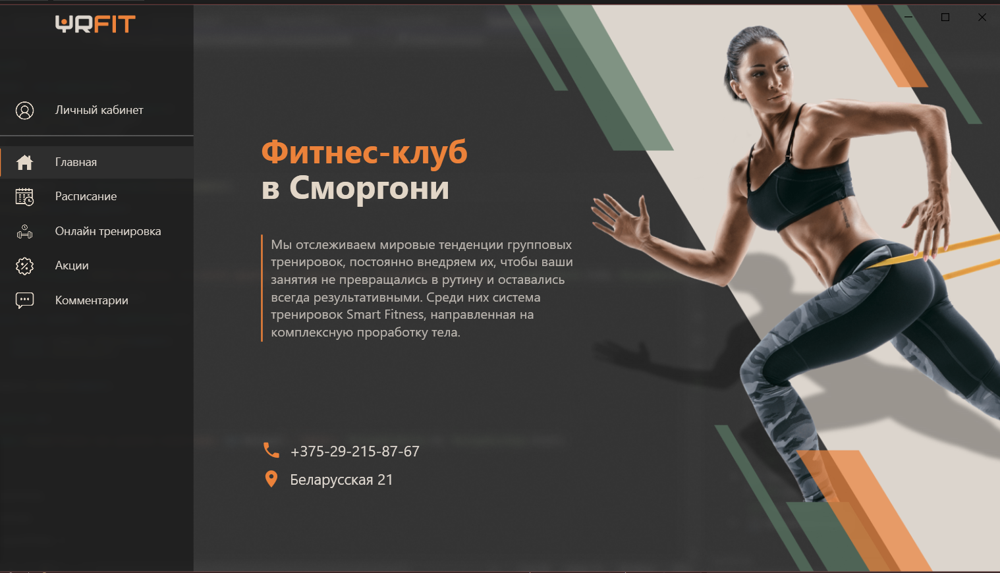 YRFIT
Личный кабинет
Главная
Расписание
Онлайн тренировка
Акции
Комментарии
Фитнес-клуб
в Сморгони
Мы отслеживаем мировые тенденции групповых
тренировок, постоянно внедряем их, чтобы ваши
занятия не превращались в рутину и оставались
всегда результативными. Среди них система
тренировок Smart Fitness, направленная на
комплексную проработку тела.
+375-29-215-87-67
Беларусская 21